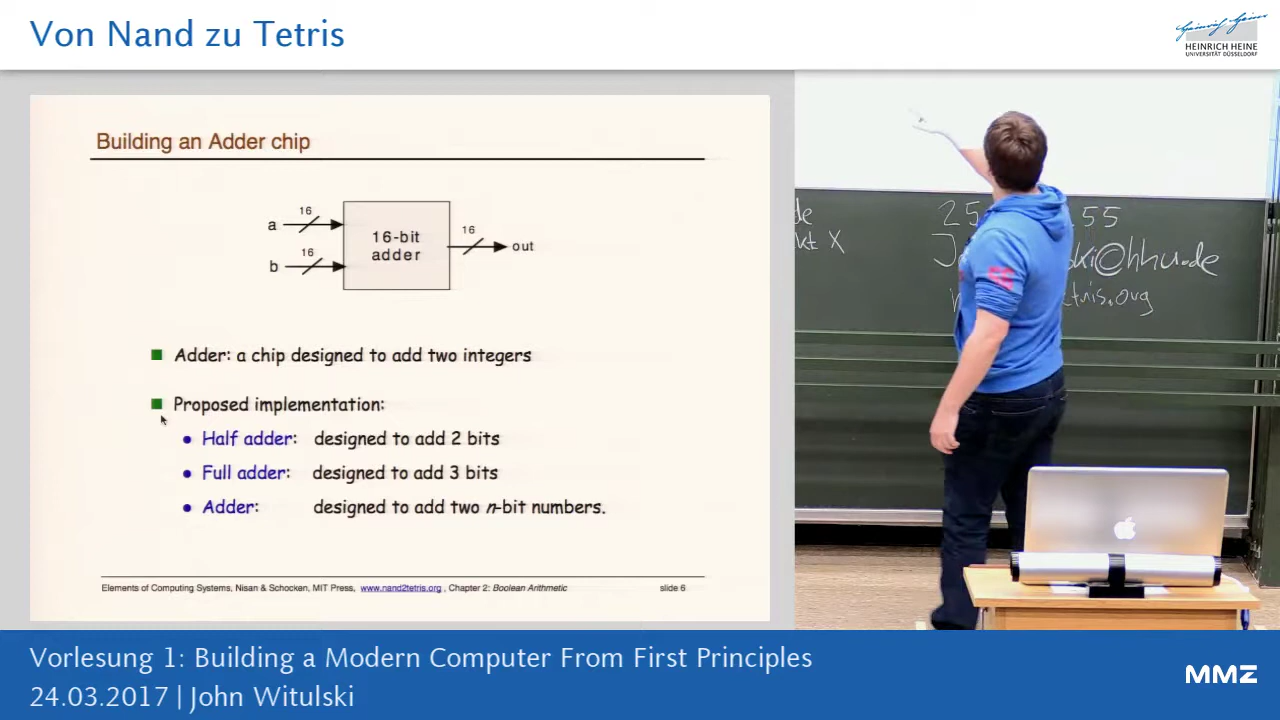 Von Nand zu Tetris
HEINRICH HEINE
UNIVERSITÄT DÜSSELDORF
Building an Adder chip
a
16
b
16
16-bit
adder
16
out
Adder: a chip designed to add two integers
Proposed implementation:
Half adder: designed to add 2 bits
Full adder: designed to add 3 bits
Adder: designed to add two n-bit numbers.
Elements of Computing Systems, Nisan & Schocken, MIT Press, www.nand2tetris.org , Chapter 2: Boolean Arithmetic
slide 6
25 55
@hhu.de
X
Vorlesung 1: Building a Modern Computer From First Principles
24.03.2017 | John Witulski
MMZ